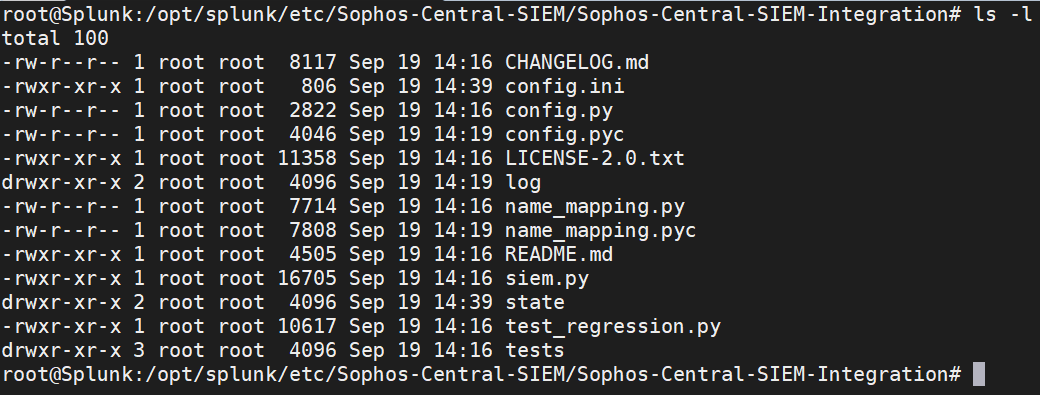 root@Splunk:/opt/splunk/etc/Sophos-Central-SIEM/Sophos-Central-SIEM-Integration# ls -l
total 100
-rw-r--r-- 1 root root  8117 Sep 19 14:16 CHANGELOG.md
-rwxr-xr-x 1 root root   806 Sep 19 14:39 config.ini
-rw-r--r-- 1 root root  2822 Sep 19 14:16 config.py
-rw-r--r-- 1 root root  4046 Sep 19 14:19 config.pyc
-rwxr-xr-x 1 root root 11358 Sep 19 14:16 LICENSE-2.0.txt
drwxr-xr-x 2 root root  4096 Sep 19 14:19 log
-rw-r--r-- 1 root root  7714 Sep 19 14:16 name_mapping.py
-rw-r--r-- 1 root root  7808 Sep 19 14:19 name_mapping.pyc
-rwxr-xr-x 1 root root  4505 Sep 19 14:16 README.md
-rwxr-xr-x 1 root root 16705 Sep 19 14:16 siem.py
drwxr-xr-x 2 root root  4096 Sep 19 14:39 state
-rwxr-xr-x 1 root root 10617 Sep 19 14:16 test_regression.py
drwxr-xr-x 3 root root  4096 Sep 19 14:16 tests
root@Splunk:/opt/splunk/etc/Sophos-Central-SIEM/Sophos-Central-SIEM-Integration#